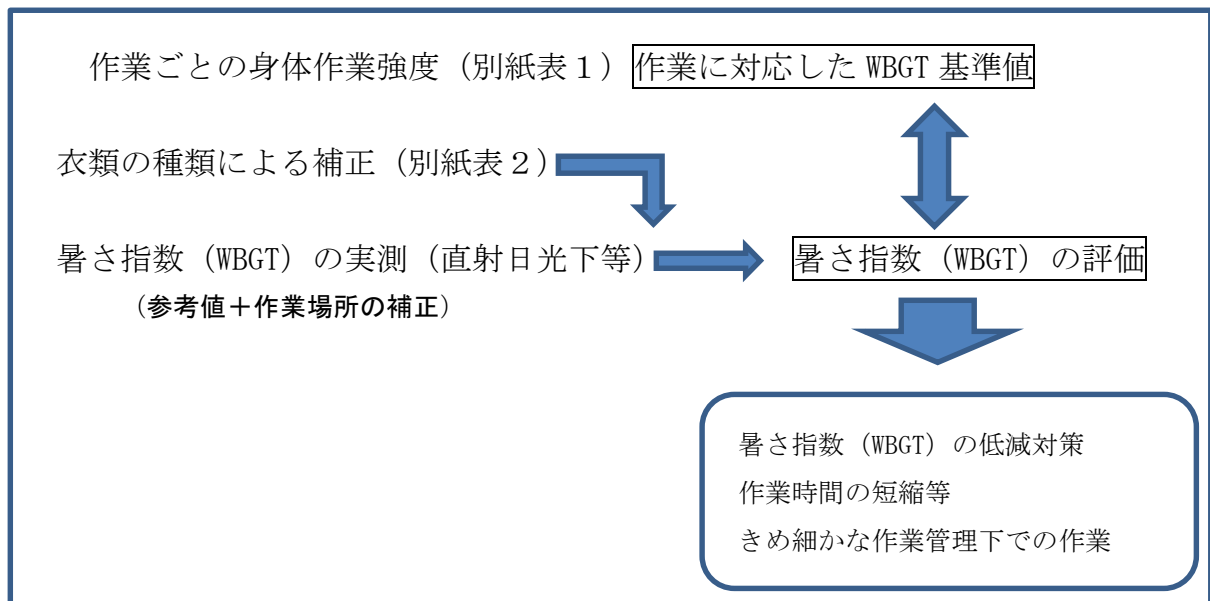 作業ごとの身体作業強度（別紙表１）作業に対応した WBGT 基準値
衣類の種類による補正（別紙表２）
暑さ指数（WBGT）の実測（直射日光下等） 暑さ指数（WBGT）の評価
（参考値＋作業場所の補正）
暑さ指数（WBGT）の低減対策
作業時間の短縮等
きめ細かな作業管理下での作業